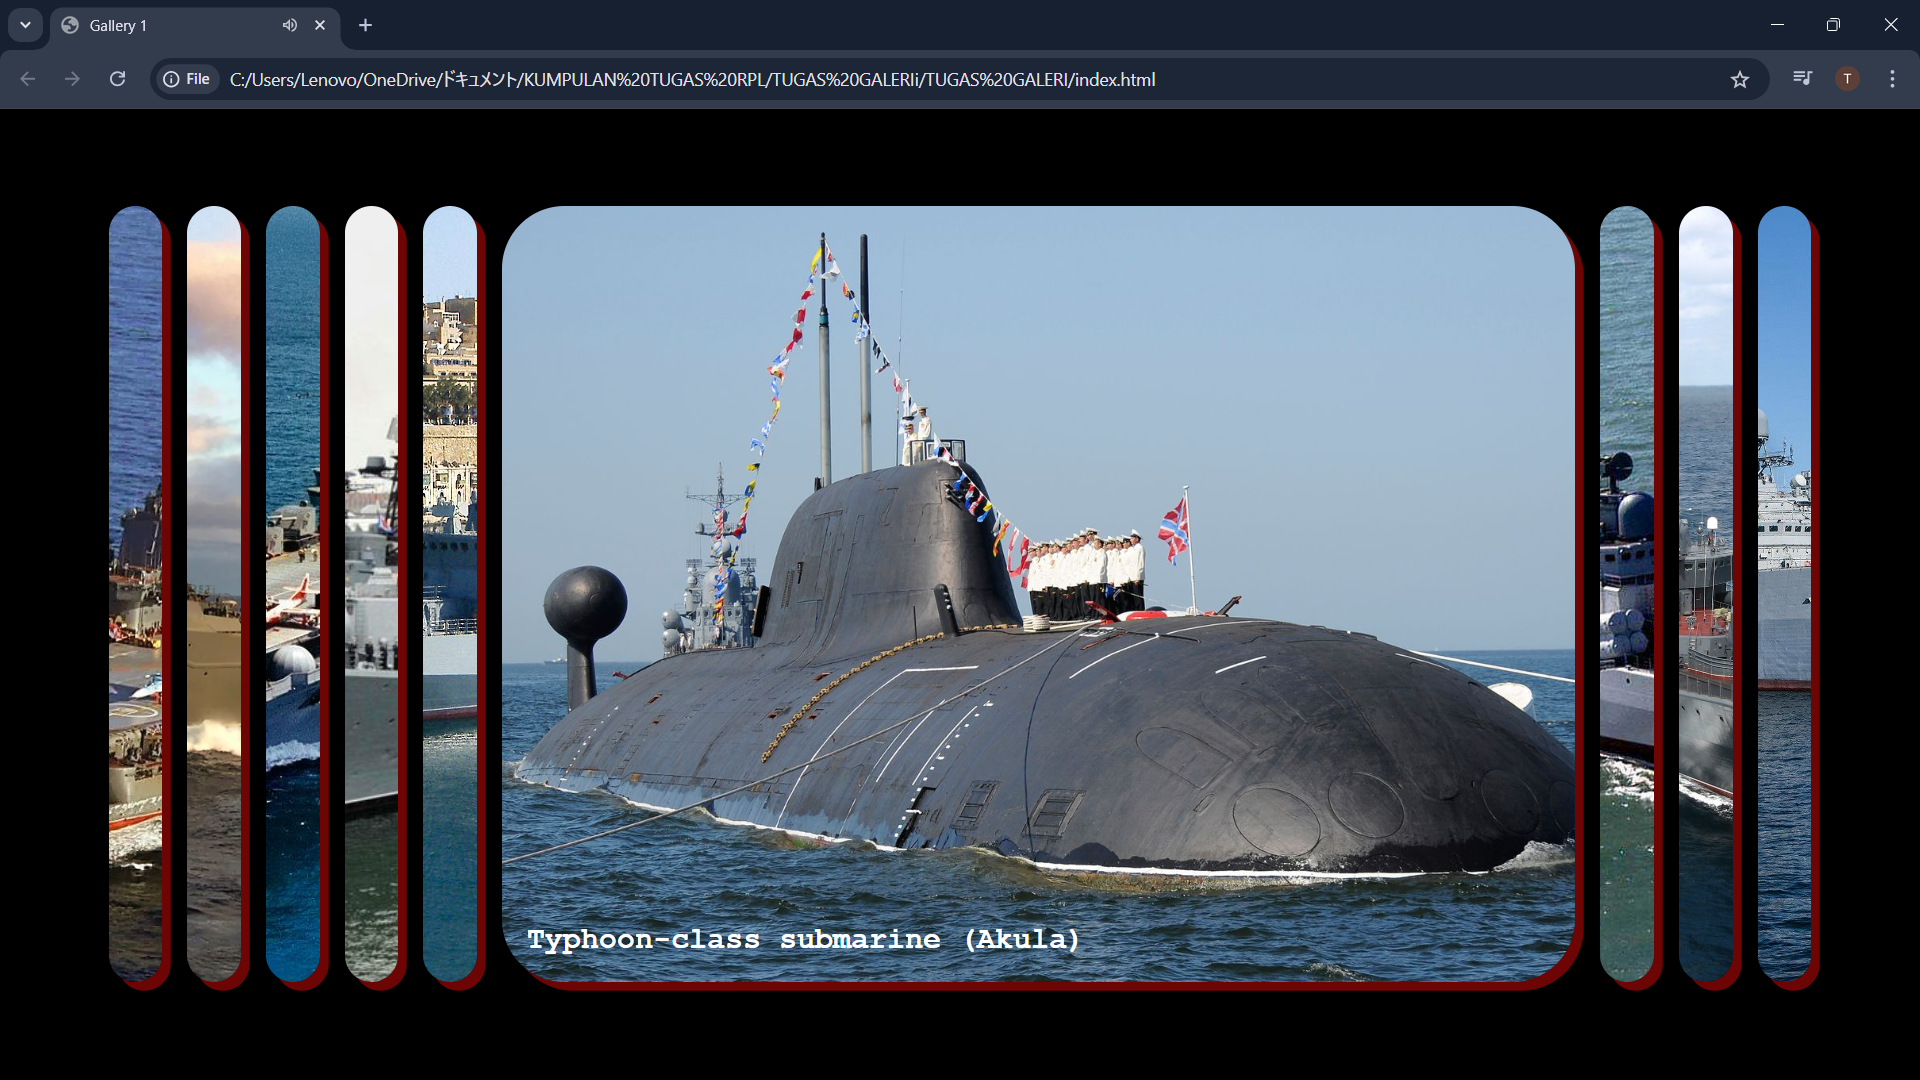 Gallery 1
File
C:/Users/Lenovo/OneDrive/ドキュメント/KUMPULAN%20TUGAS%20RPL/TUGAS%20GALERIi/TUGAS%20GALERI/index.html
T
Typhoon-class submarine (Akula)